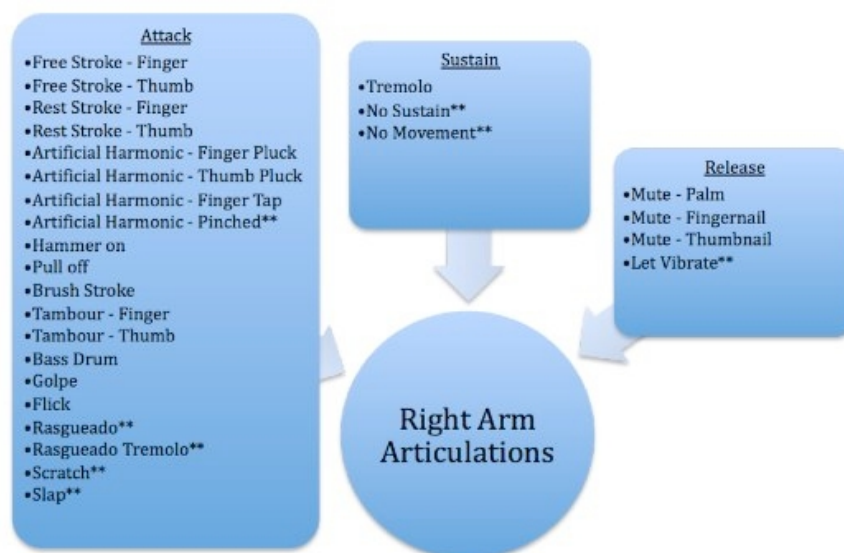 Attack
•Free Stroke - Finger
•Free Stroke - Thumb
•Rest Stroke - Finger
•Rest Stroke - Thumb
•Artificial Harmonic - Finger Pluck
•Artificial Harmonic - Thumb Pluck
•Artificial Harmonic - Finger Tap
•Artificial Harmonic - Pinched**
•Hammer on
•Pull off
•Brush Stroke
•Tambour - Finger
•Tambour - Thumb
•Bass Drum
•Golpe
•Flick
•Rasgueado**
•Rasgueado Tremolo**
•Scratch**
•Slap**
Sustain
•Tremolo
•No Sustain**
•No Movement**
Release
•Mute - Palm
•Mute - Fingernail
•Mute - Thumbnail
•Let Vibrate**
Right Arm
Articulations